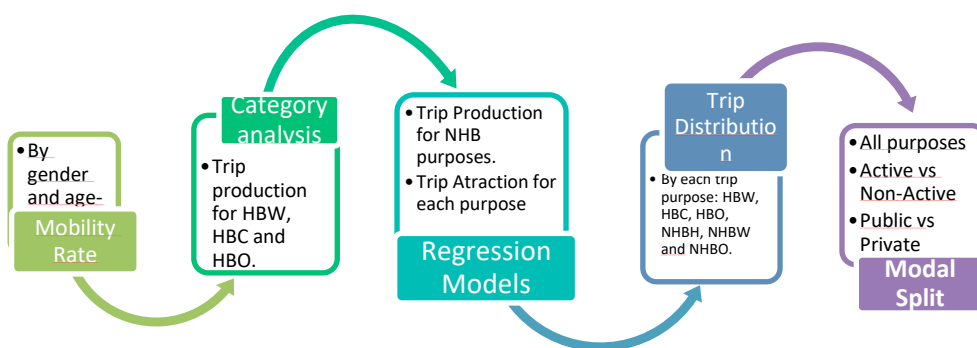 • By
gender
and age-
Mobility
Rate
Category
analysis
• Trip
production
for HBW,
HBC and
HBO.
• Trip Production
for NHB
purposes.
• Trip Atraction for
each purpose
Regression
Models
Trip
Distributio
n
• By each trip
purpose: HBW,
HBC, HBO,
NHBH, NHBW
and NHBO.
• All purposes
• Active vs
Non-Active
• Public vs
Private
Modal
Split